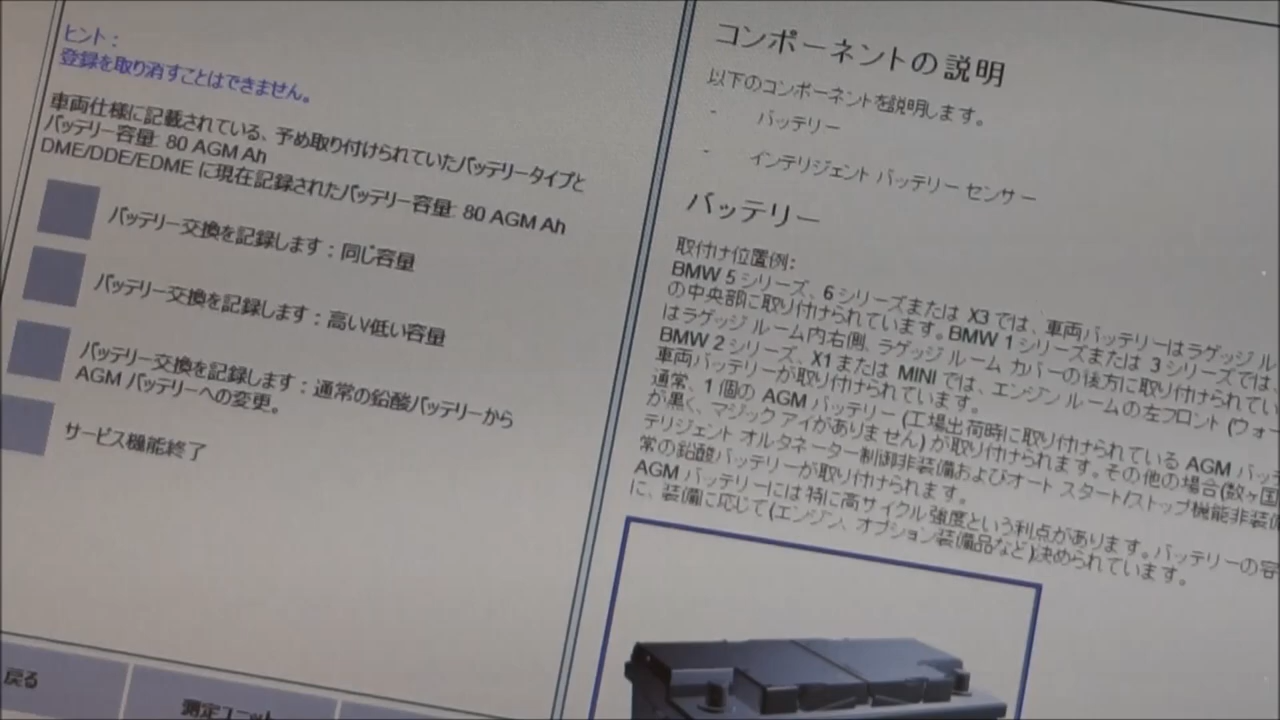 ヒント：
登録を取り消すことはできません。
車両仕様に記載されている、予め取り付けられていたバッテリータイプと
バッテリー容量: 80 AGM Ah
DME/DDE/EDME に現在記録されたバッテリー容量: 80 AGM Ah
バッテリー交換を記録します：同じ容量
バッテリー交換を記録します：高い/低い容量
バッテリー交換を記録します：通常の鉛酸バッテリーから
AGM バッテリーへの変更。
サービス機能終了
戻る
測定ユニット
コンポーネントの説明
以下のコンポーネントを説明します。
- バッテリー
- インテリジェント バッテリー センサー
バッテリー
取付け位置例:
BMW 5 シリーズ、6 シリーズまたは X3 では、車両バッテリーはラゲッジ ル
の中央部に取り付けられています。BMW 1 シリーズまたは 3 シリーズでは、
はラゲッジ ルーム内右側、ラゲッジ ルーム カバーの後方に取り付けられてい
BMW 2 シリーズ、X1 または MINI では、エンジン ルームの左フロント (ウォー
車両バッテリーが取り付けられています。
通常、1 個の AGM バッテリー (工場出荷時に取り付けられている AGM バッ
が黒く、マジック アイがありません) が取り付けられます。その他の場合(数ヶ国
テリジェント オルタネーター制御非装備およびオート スタート/ストップ機能非装備
常の鉛酸バッテリーが取り付けられます。
AGM バッテリーには特に高サイクル強度という利点があります。バッテリーの容
に、装備に応じて(エンジン、オプション装備品など)決められています。